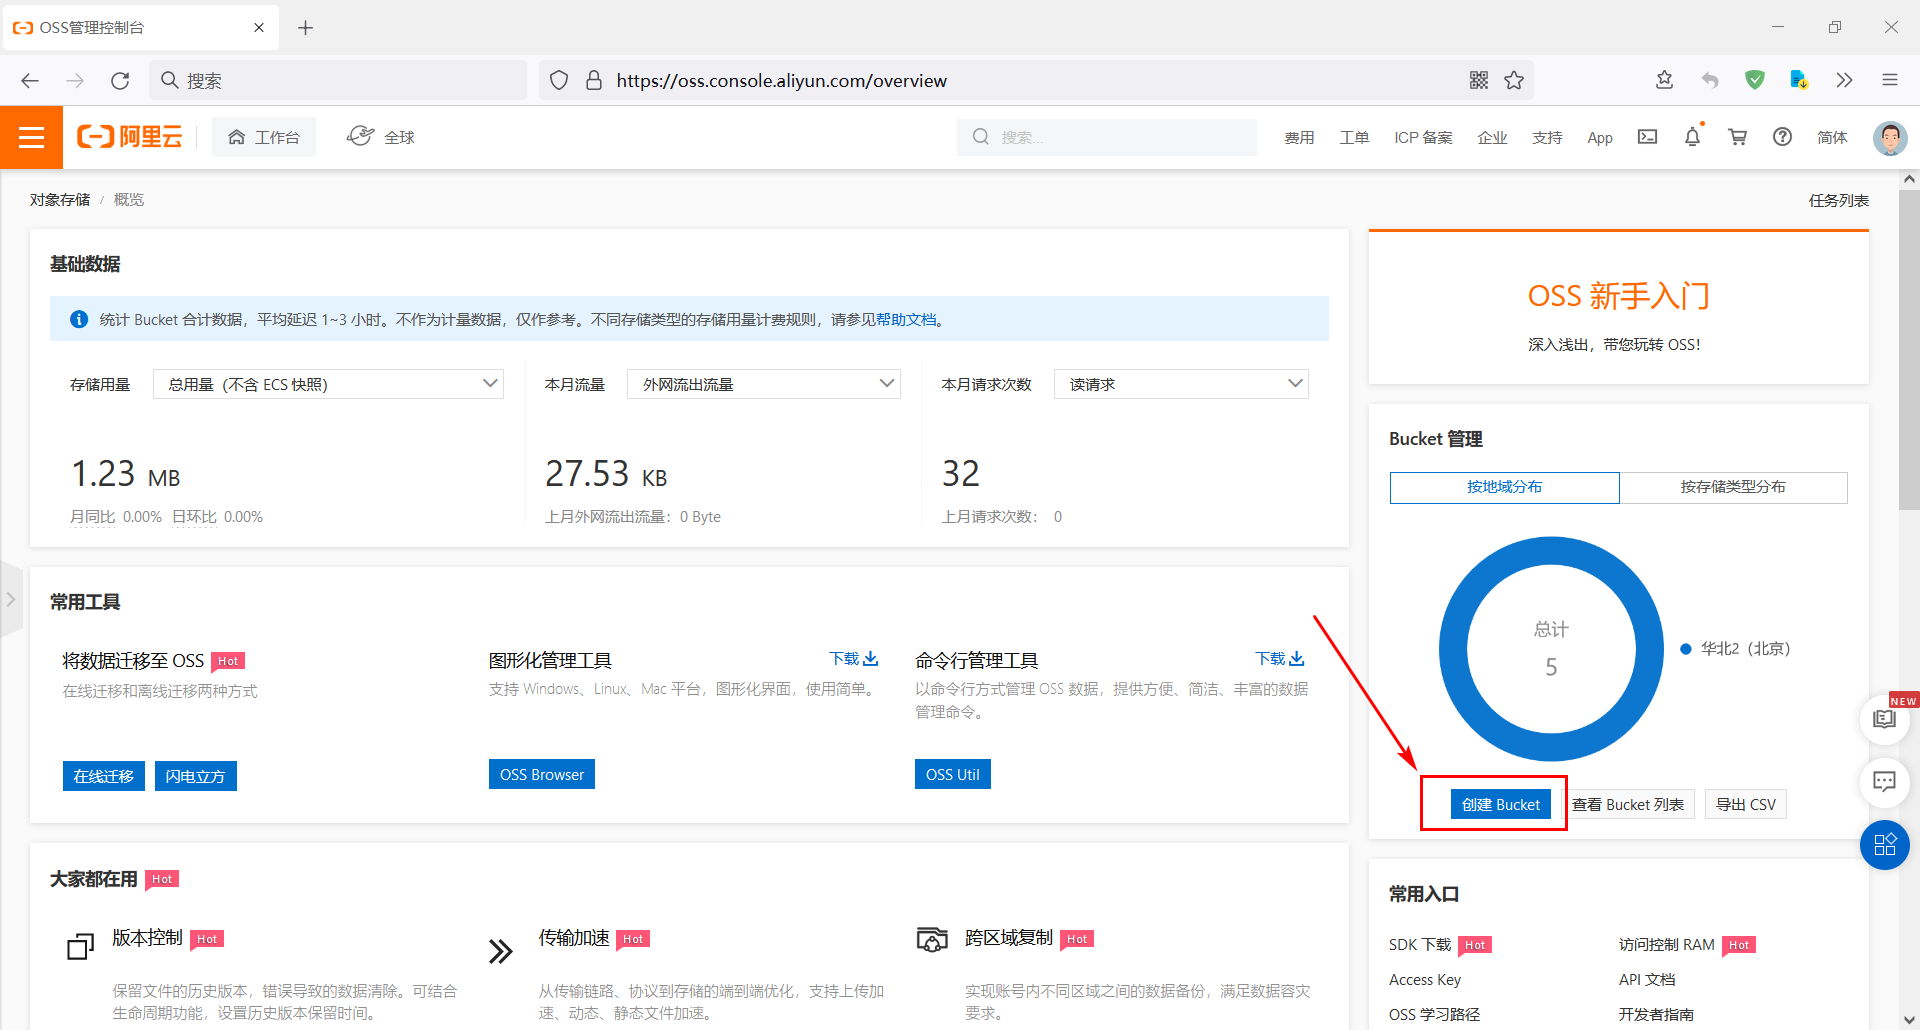 OSS管理控制台
搜索
https://oss.console.aliyun.com/overview
阿里云
工作台
全球
搜索...
费用
工单
ICP 备案
企业
支持
App
简体
对象存储 / 概览
任务列表
基础数据
统计 Bucket 合计数据，平均延迟 1~3 小时。不作为计量数据，仅作参考。不同存储类型的存储用量计费规则，请参见帮助文档。
存储用量
总用量（不含 ECS 快照）
本月流量
外网流出流量
本月请求次数
读请求
1.23 MB
27.53 KB
32
月同比 0.00% 日环比 0.00%
上月外网流出流量：0 Byte
上月请求次数： 0
OSS 新手入门
深入浅出，带您玩转 OSS!
Bucket 管理
按地域分布
按存储类型分布
总计
5
华北2（北京）
创建 Bucket
查看 Bucket 列表
导出 CSV
NEW
常用工具
将数据迁移至 OSS Hot
在线迁移和离线迁移两种方式
在线迁移
闪电立方
图形化管理工具
下载
支持 Windows、Linux、Mac 平台，图形化界面，使用简单。
OSS Browser
命令行管理工具
下载
以命令行方式管理 OSS 数据，提供方便、简洁、丰富的数据
管理命令。
OSS Util
大家都在用 Hot
版本控制 Hot
保留文件的历史版本，错误导致的数据清除。可结合
生命周期功能，设置历史版本保留时间。
传输加速 Hot
从传输链路、协议到存储的端到端优化，支持上传加
速、动态、静态文件加速。
跨区域复制 Hot
实现账号内不同区域之间的数据备份，满足数据容灾
要求。
常用入口
SDK 下载 Hot
访问控制 RAM Hot
Access Key
API 文档
OSS 学习路径
开发者指南